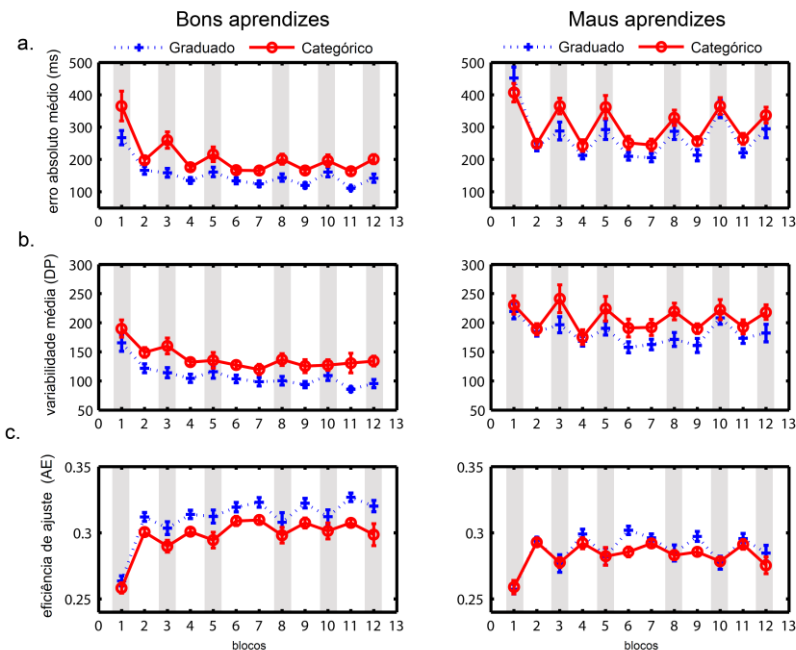 Bons aprendizes
Maus aprendizes
a.
Graduado Categórico
Graduado Categórico
erro absoluto médio (ms)
500
400
300
200
100
0 1 2 3 4 5 6 7 8 9 10 11 12 13
500
400
300
200
100
0 1 2 3 4 5 6 7 8 9 10 11 12 13
b.
variabilidade média (DP)
300
250
200
150
100
50
0 1 2 3 4 5 6 7 8 9 10 11 12 13
300
250
200
150
100
50
0 1 2 3 4 5 6 7 8 9 10 11 12 13
c.
eficiência de ajuste (AE)
0.35
0.3
0.25
0 1 2 3 4 5 6 7 8 9 10 11 12 13
blocos
0.35
0.3
0.25
0 1 2 3 4 5 6 7 8 9 10 11 12 13
blocos